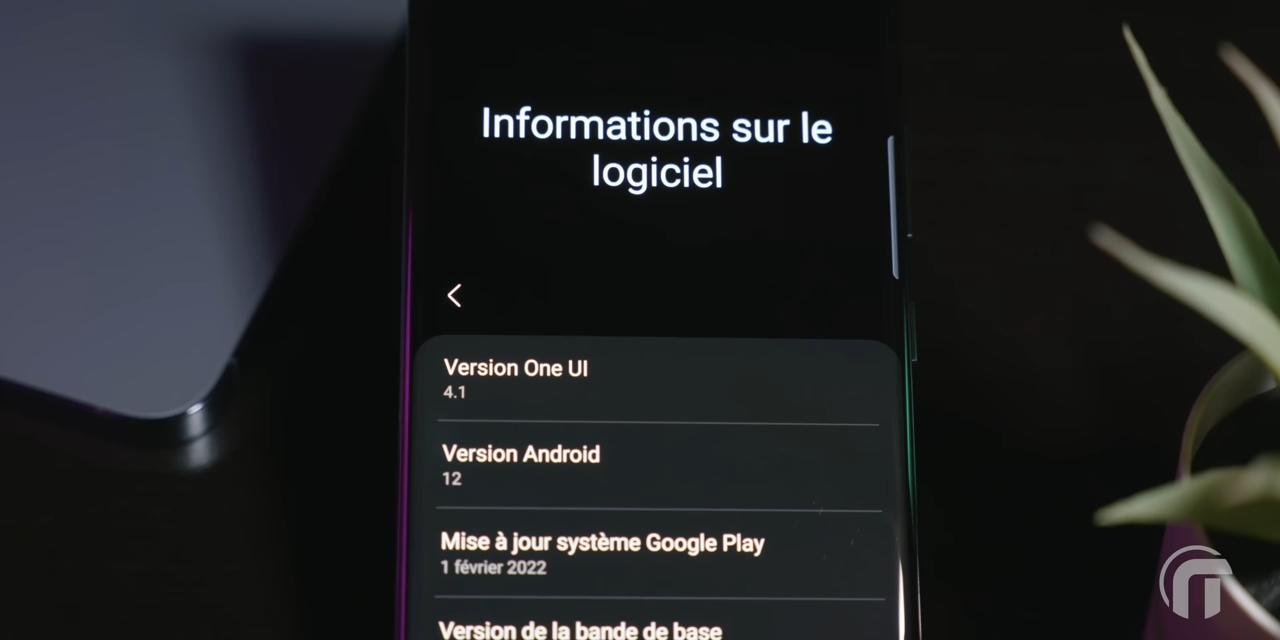 Informations sur le
logiciel
Version One UI
4.1
Version Android
12
Mise à jour système Google Play
1 février 2022
Version de la bande de base